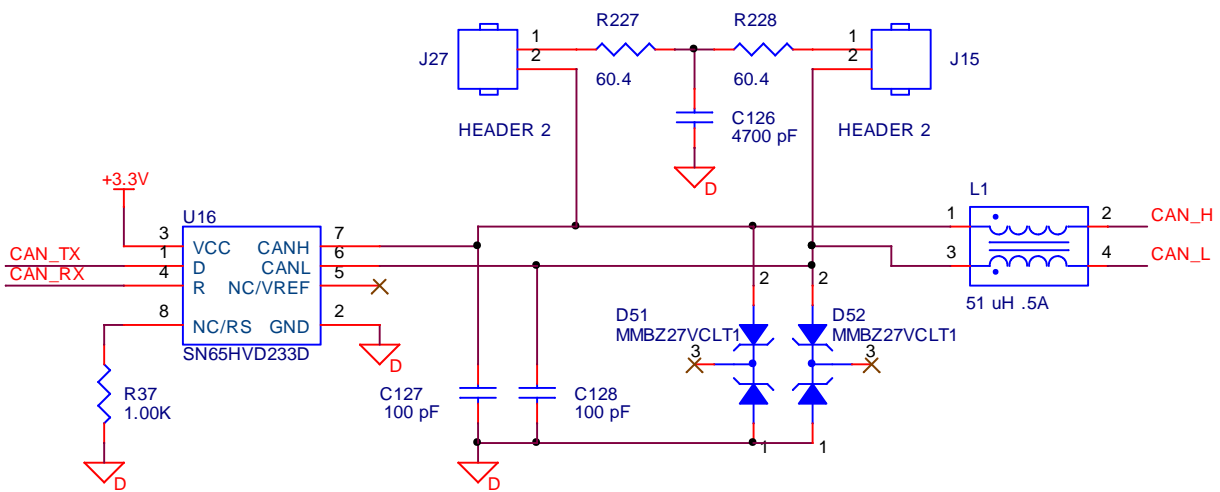 R227
R228
1
2
1
2
J27
J15
60.4
60.4
C126
4700 pF
HEADER 2
HEADER 2
D
+3.3V
L1
U16
1
2
CAN_H
3
VCC
CANH
7
CAN_TX
1
D
CANL
6
3
4
CAN_L
CAN_RX
4
R
NC/VREF
5
2
2
51 uH .5A
8
NC/RS
GND
2
D51
MMBZ27VCLT1
D52
MMBZ27VCLT1
SN65HVD233D
D
3
3
R37
1.00K
C127
100 pF
C128
100 pF
1
1
D
D